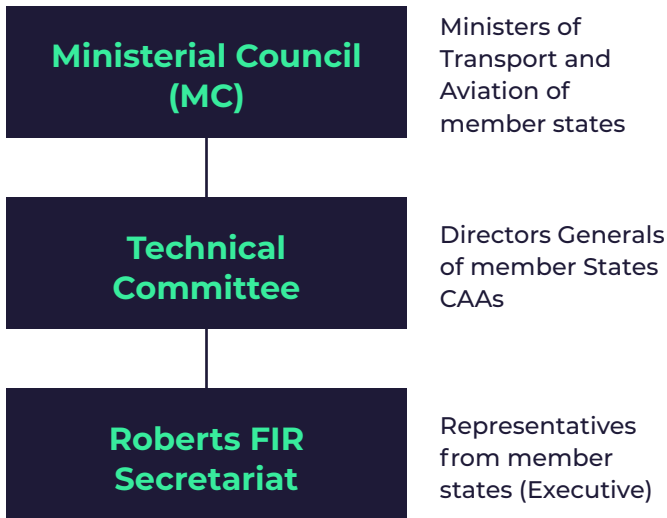 Ministerial Council
(MC)
Ministers of
Transport and
Aviation of
member states
Technical
Committee
Directors Generals
of member States
CAAs
Roberts FIR
Secretariat
Representatives
from member
states (Executive)